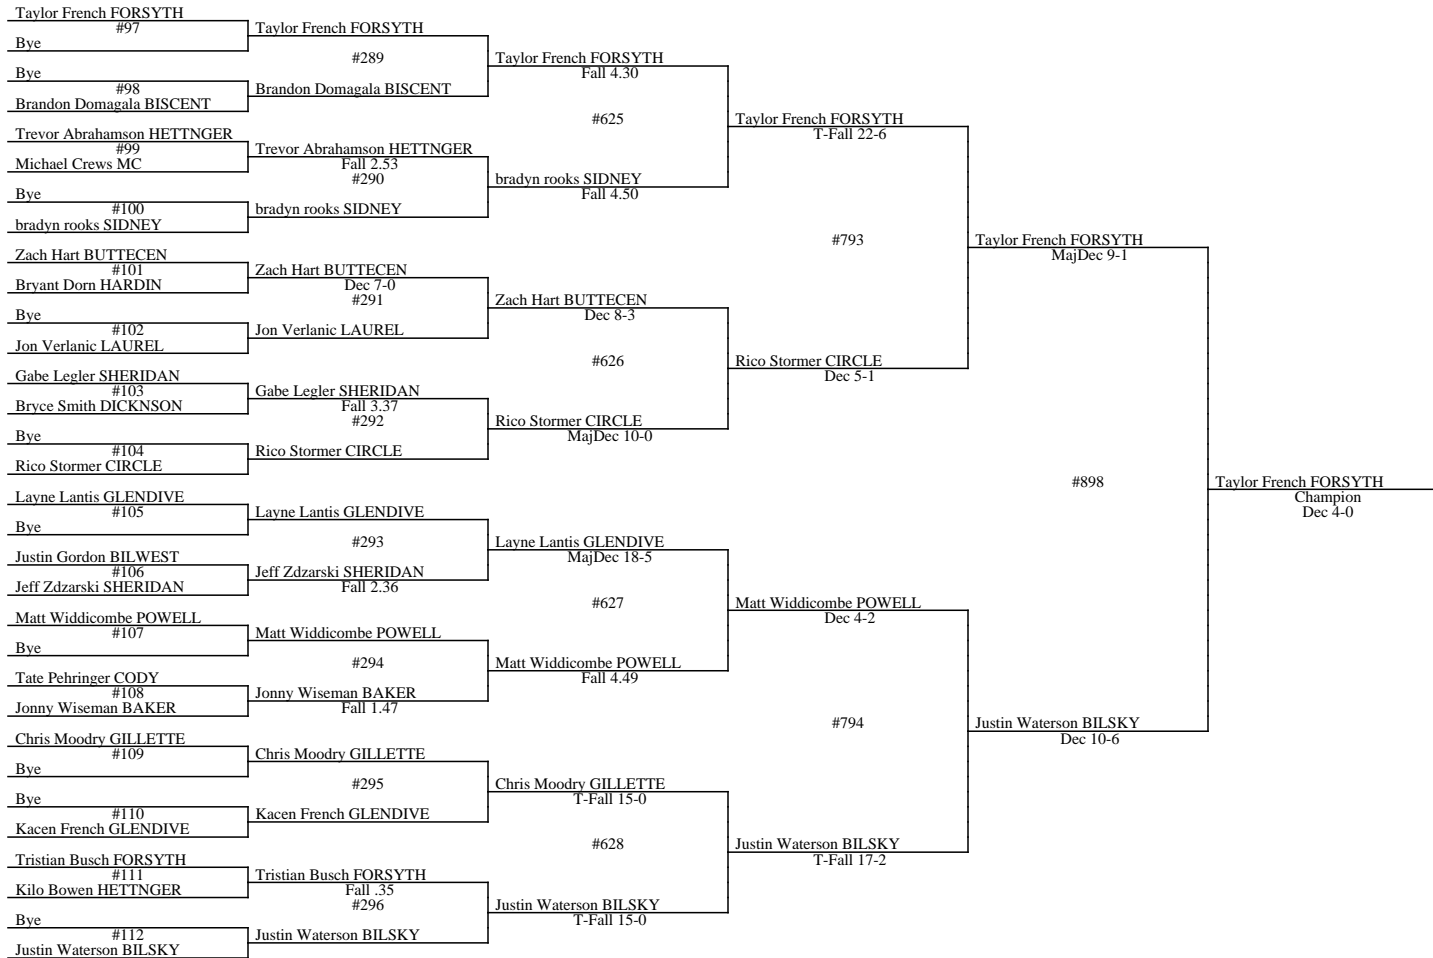 Taylor French FORSYTH
#97
Bye
Bye
#98
Brandon Domagala BISCENT
Trevor Abrahamson HETTNGER
#99
Michael Crews MC
Bye
#100
bradyn rooks SIDNEY
Zach Hart BUTTECEN
#101
Bryant Dorn HARDIN
Bye
#102
Jon Verlanic LAUREL
Gabe Legler SHERIDAN
#103
Bryce Smith DICKNSON
Bye
#104
Rico Stormer CIRCLE
Layne Lantis GLENDIVE
#105
Bye
Justin Gordon BILWEST
#106
Jeff Zdzarski SHERIDAN
Matt Widdicombe POWELL
#107
Bye
Tate Pehringer CODY
#108
Jonny Wiseman BAKER
Chris Moodry GILLETTE
#109
Bye
Bye
#110
Kacen French GLENDIVE
Tristian Busch FORSYTH
#111
Kilo Bowen HETTNGER
Bye
#112
Justin Waterson BILSKY
Taylor French FORSYTH
#289
Brandon Domagala BISCENT
Trevor Abrahamson HETTNGER
Fall 2.53
#290
bradyn rooks SIDNEY
Zach Hart BUTTECEN
Dec 7-0
#291
Jon Verlanic LAUREL
Gabe Legler SHERIDAN
Fall 3.37
#292
Rico Stormer CIRCLE
Layne Lantis GLENDIVE
#293
Jeff Zdzarski SHERIDAN
Fall 2.36
Matt Widdicombe POWELL
#294
Jonny Wiseman BAKER
Fall 1.47
Chris Moodry GILLETTE
#295
Kacen French GLENDIVE
Tristian Busch FORSYTH
Fall .35
#296
Justin Waterson BILSKY
Taylor French FORSYTH
Fall 4.30
#625
bradyn rooks SIDNEY
Fall 4.50
Zach Hart BUTTECEN
Dec 8-3
#626
Rico Stormer CIRCLE
MajDec 10-0
Layne Lantis GLENDIVE
MajDec 18-5
#627
Matt Widdicombe POWELL
Fall 4.49
Chris Moodry GILLETTE
T-Fall 15-0
#628
Justin Waterson BILSKY
T-Fall 15-0
Taylor French FORSYTH
T-Fall 22-6
#793
Rico Stormer CIRCLE
Dec 5-1
Matt Widdicombe POWELL
Dec 4-2
#794
Justin Waterson BILSKY
T-Fall 17-2
Taylor French FORSYTH
MajDec 9-1
#898
Justin Waterson BILSKY
Dec 10-6
Taylor French FORSYTH
Champion
Dec 4-0